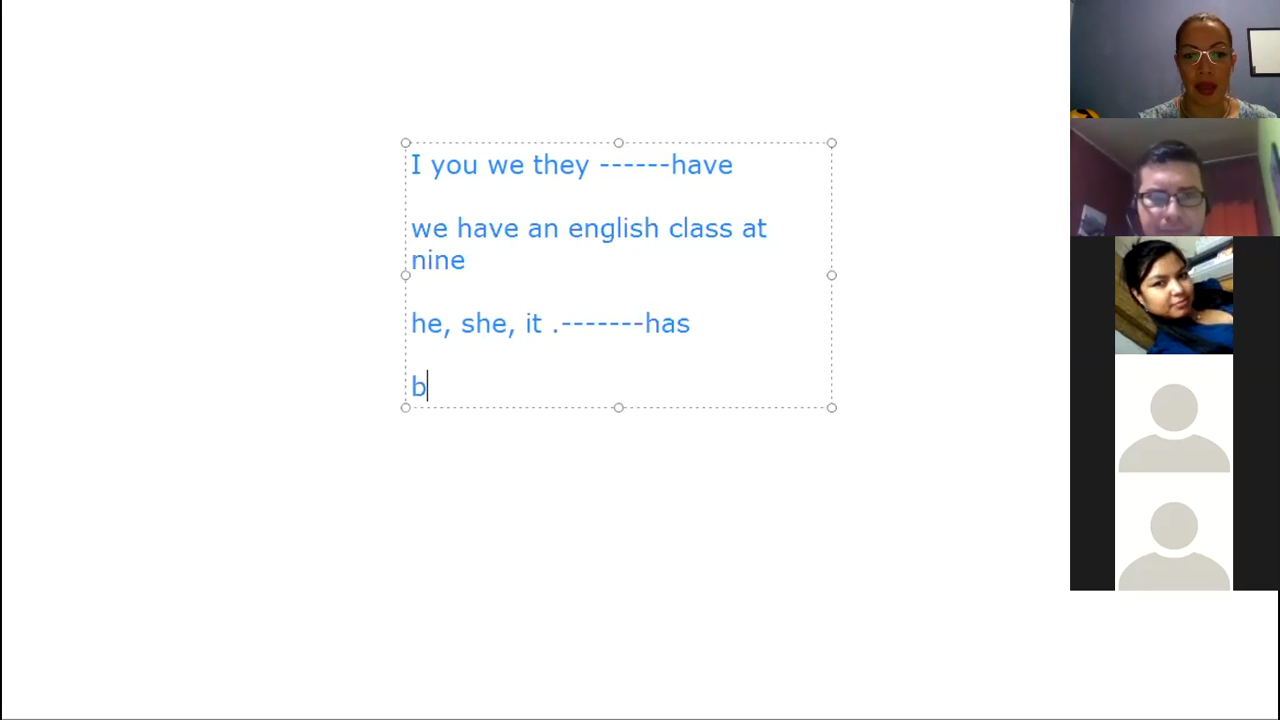 I you we they ------have
we have an english class at
nine
he, she, it .-------has
b